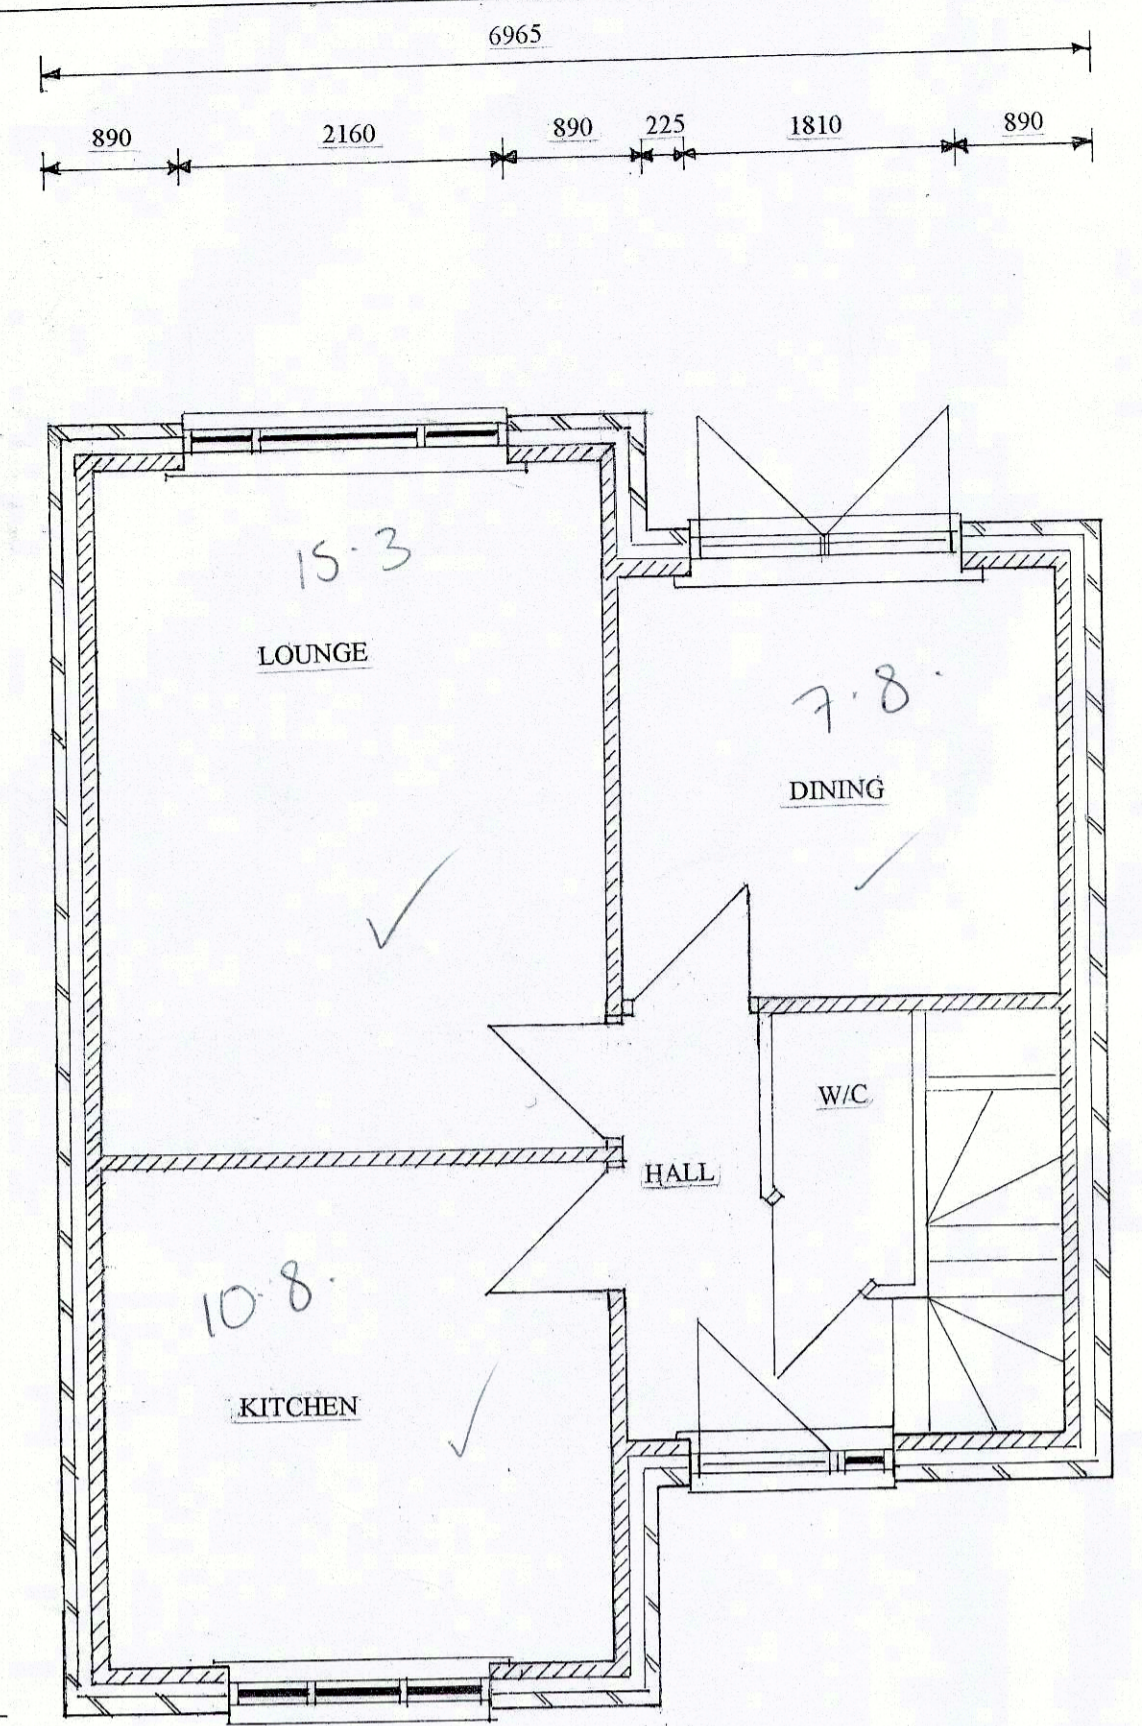 6965
890 2160 890 225 1810 890
15.3
LOUNGE
7.8.
DINING
W/C
HALL
10.8.
KITCHEN